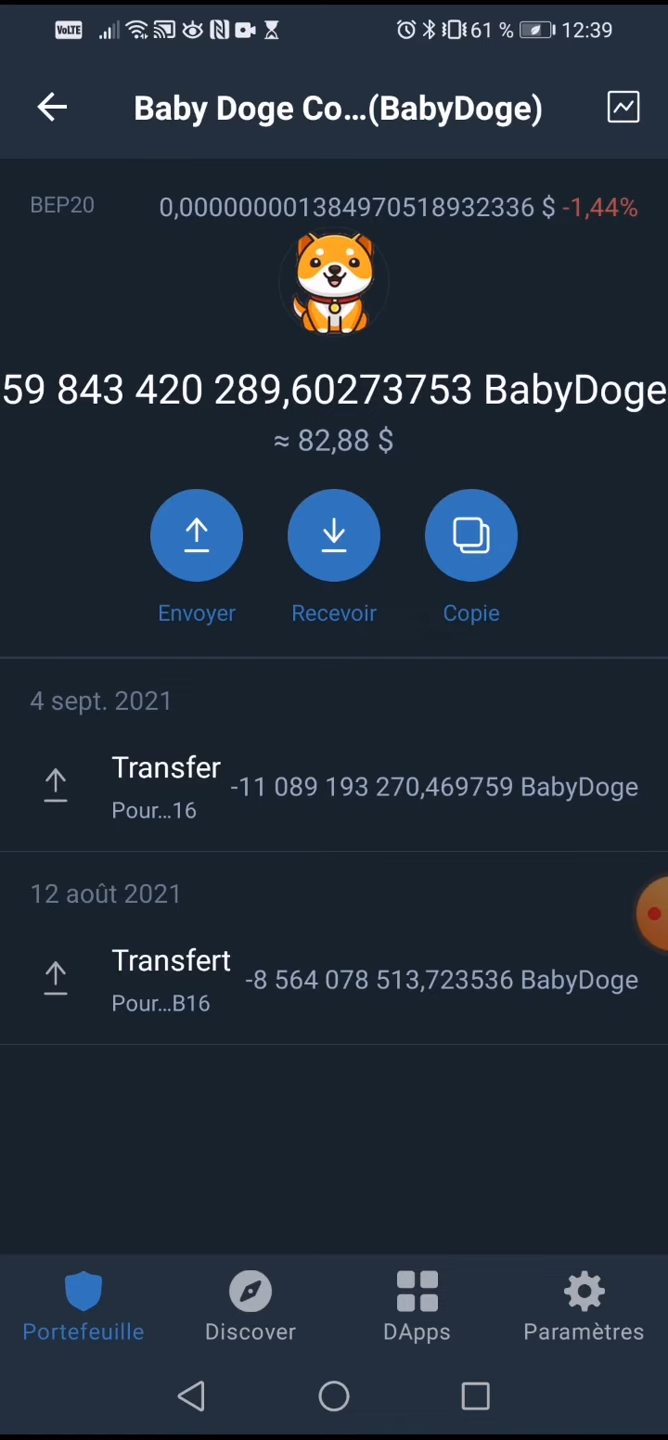 VoLTE 61 % 12:39
Baby Doge Co...(BabyDoge)
BEP20 0,000000001384970518932336 $ -1,44%
59 843 420 289,60273753 BabyDoge
≈ 82,88 $
Envoyer Recevoir Copie
4 sept. 2021
Transfer -11 089 193 270,469759 BabyDoge
Pour...16
12 août 2021
Transfert -8 564 078 513,723536 BabyDoge
Pour...B16
Portefeuille Discover DApps Paramètres